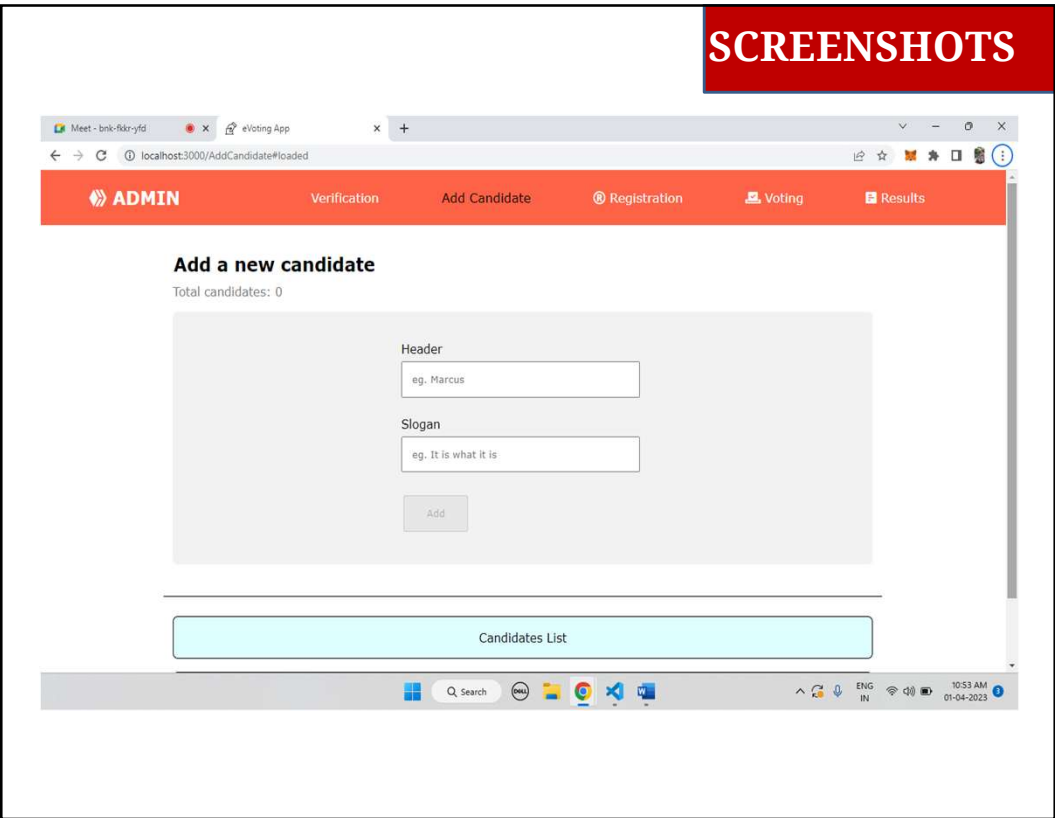 SCREENSHOTS
Meet - bnk-fkkr-yfd
eVoting App
localhost:3000/AddCandidate#loaded
ADMIN Verification Add Candidate Registration Voting Results
Add a new candidate
Total candidates: 0
Header
eg. Marcus
Slogan
eg. It is what it is
Add
Candidates List
Search
DELL
ENG
IN
10:53 AM
01-04-2023
3